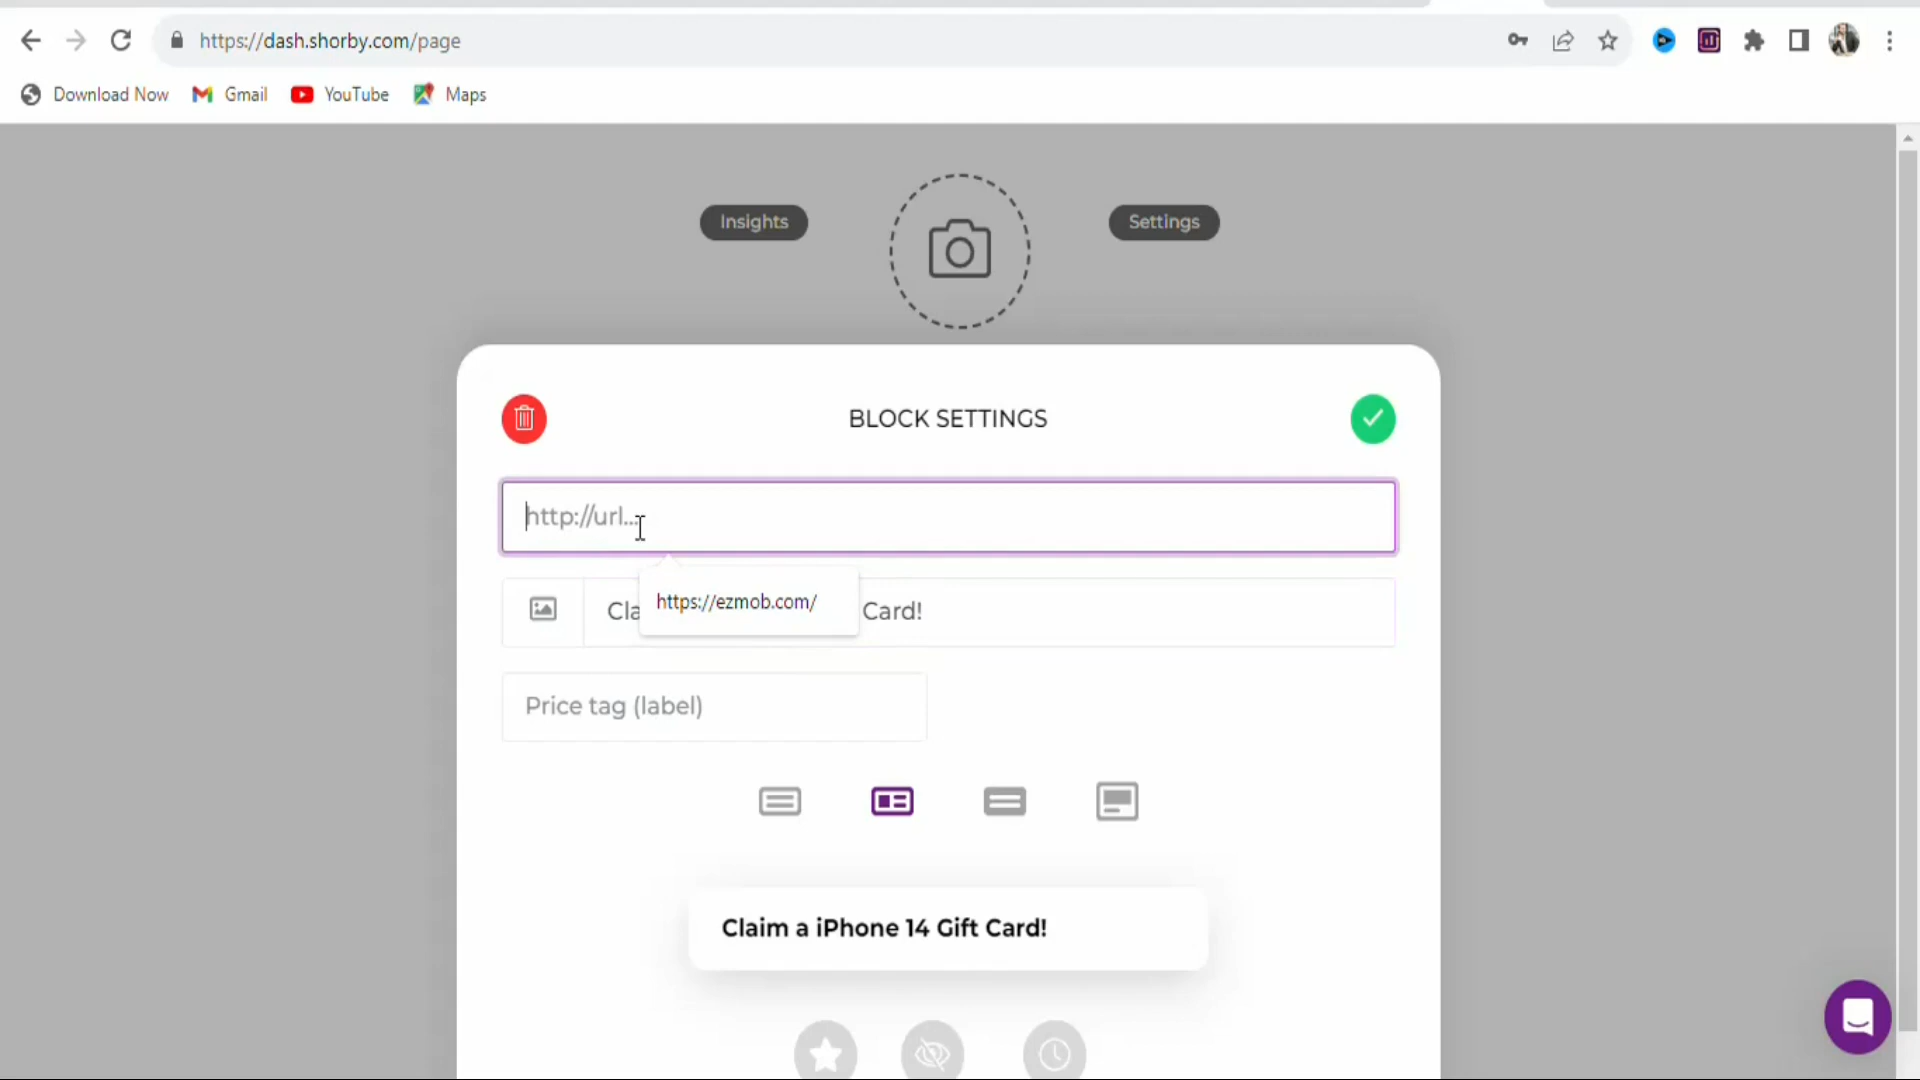 https://dash.shorby.com/page
Download Now Gmail YouTube Maps
Insights
Settings
BLOCK SETTINGS
http://url...
https://ezmob.com/
Cla Card!
Price tag (label)
Claim a iPhone 14 Gift Card!